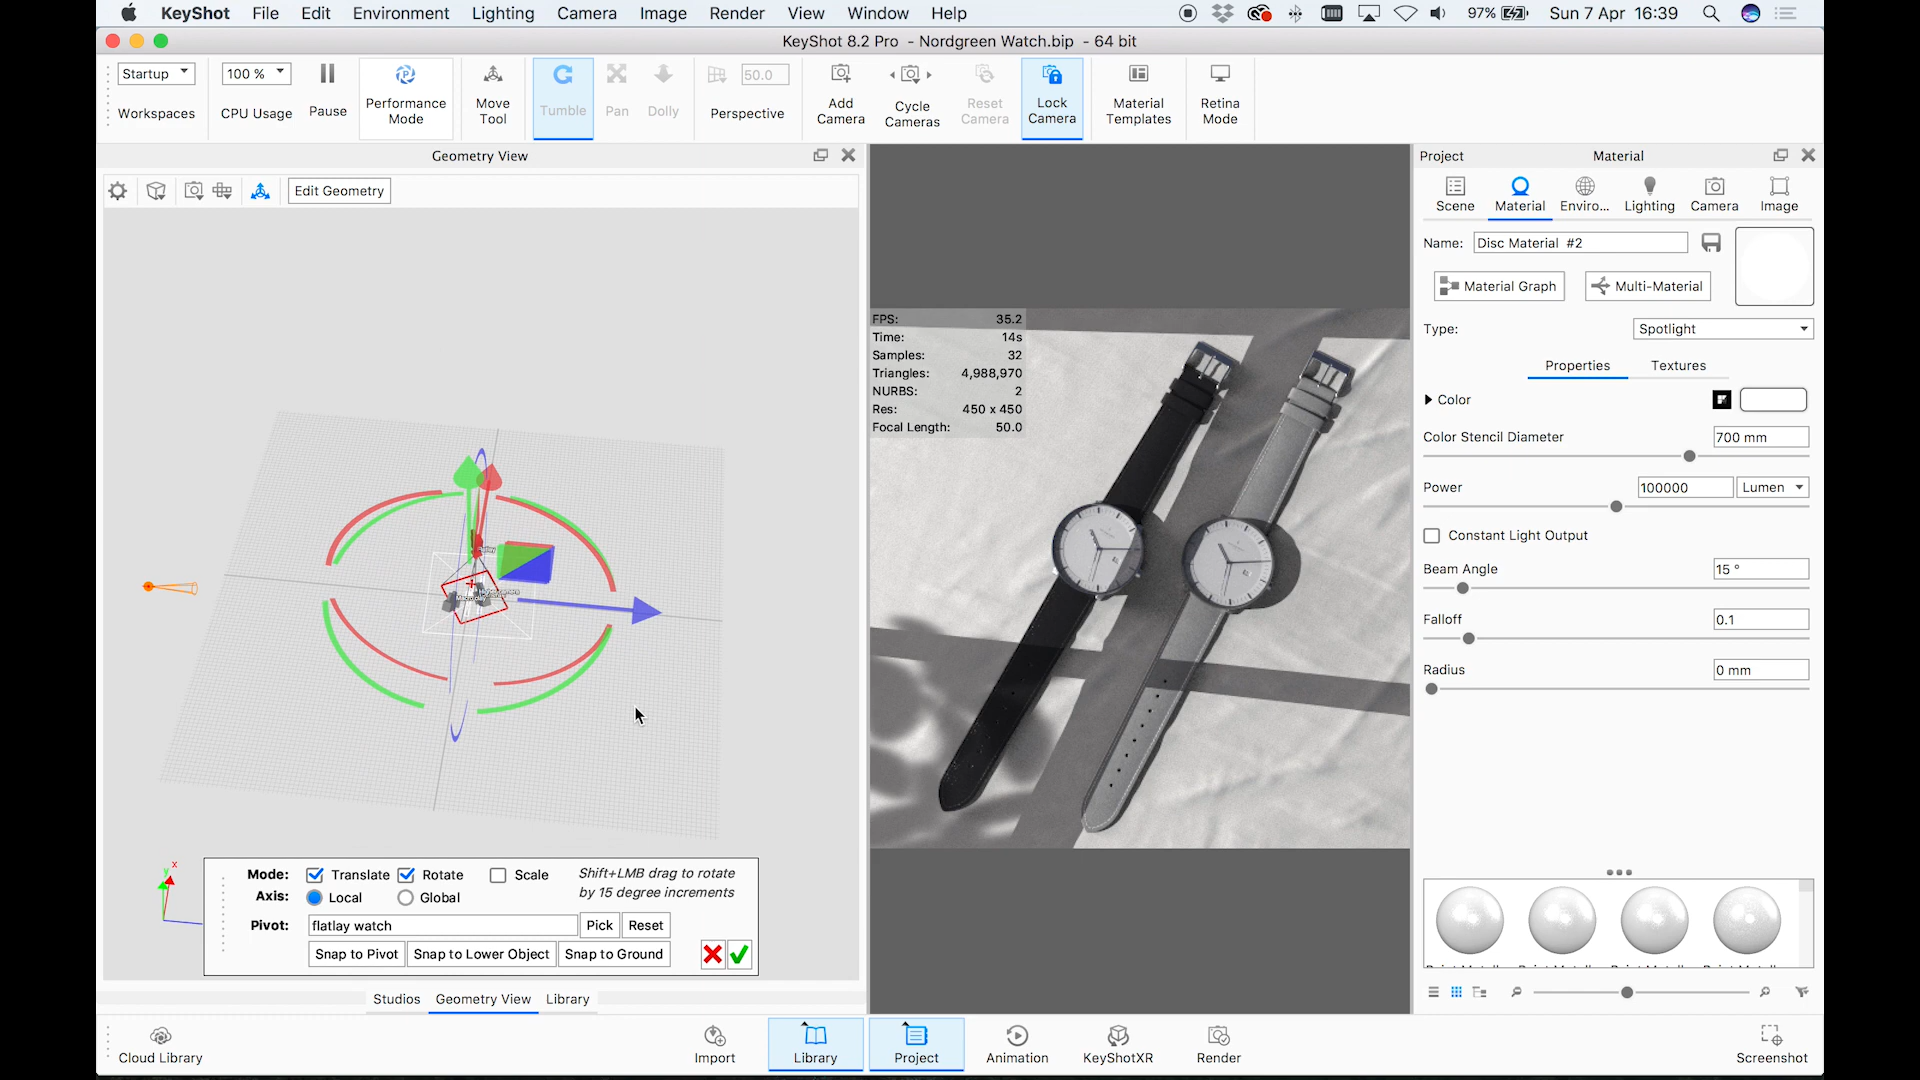 KeyShot File Edit Environment Lighting Camera Image Render View Window Help 97% Sun 7 Apr 16:39
KeyShot 8.2 Pro - Nordgreen Watch.bip - 64 bit
Startup 100 % 50.0
Workspaces CPU Usage Pause Performance Mode Move Tool Tumble Pan Dolly Perspective Add Camera Cycle Cameras Reset Camera Lock Camera Material Templates Retina Mode
Geometry View
Edit Geometry
FPS: 35.2
Time: 14s
Samples: 32
Triangles: 4,988,970
NURBS: 2
Res: 450 x 450
Focal Length: 50.0
Project Material
Scene Material Enviro... Lighting Camera Image
Name: Disc Material #2
Material Graph Multi-Material
Type: Spotlight
Properties Textures
Color
Color Stencil Diameter 700 mm
Power 100000 Lumen
Constant Light Output
Beam Angle 15 °
Falloff 0.1
Radius 0 mm
x
y
Mode: Translate Rotate Scale Shift+LMB drag to rotate
by 15 degree increments
Axis: Local Global
Pivot: flatlay watch Pick Reset
Snap to Pivot Snap to Lower Object Snap to Ground
Studios Geometry View Library
Cloud Library Import Library Project Animation KeyShotXR Render Screenshot